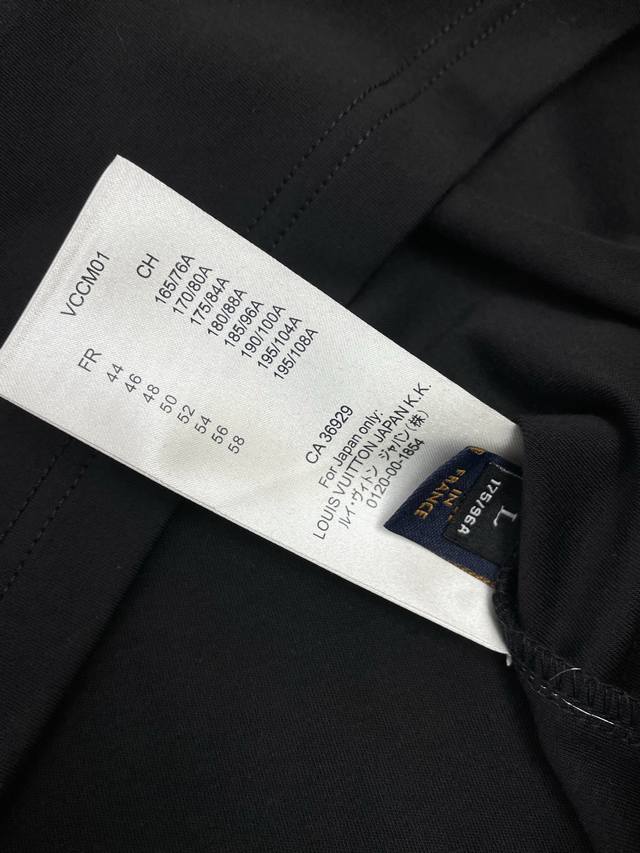 VCCM01
FR CH
44 165/76A
46 170/80A
48 175/84A
50 180/88A
52 185/96A
54 190/100A
56 195/104A
58 195/108A
CA 36929
For Japan only:
LOUIS VUITTON JAPAN K.K.
ルイ・ヴィトン ジャパン(株)
0120-00-1854
IN
FRANCE
L
175/96A